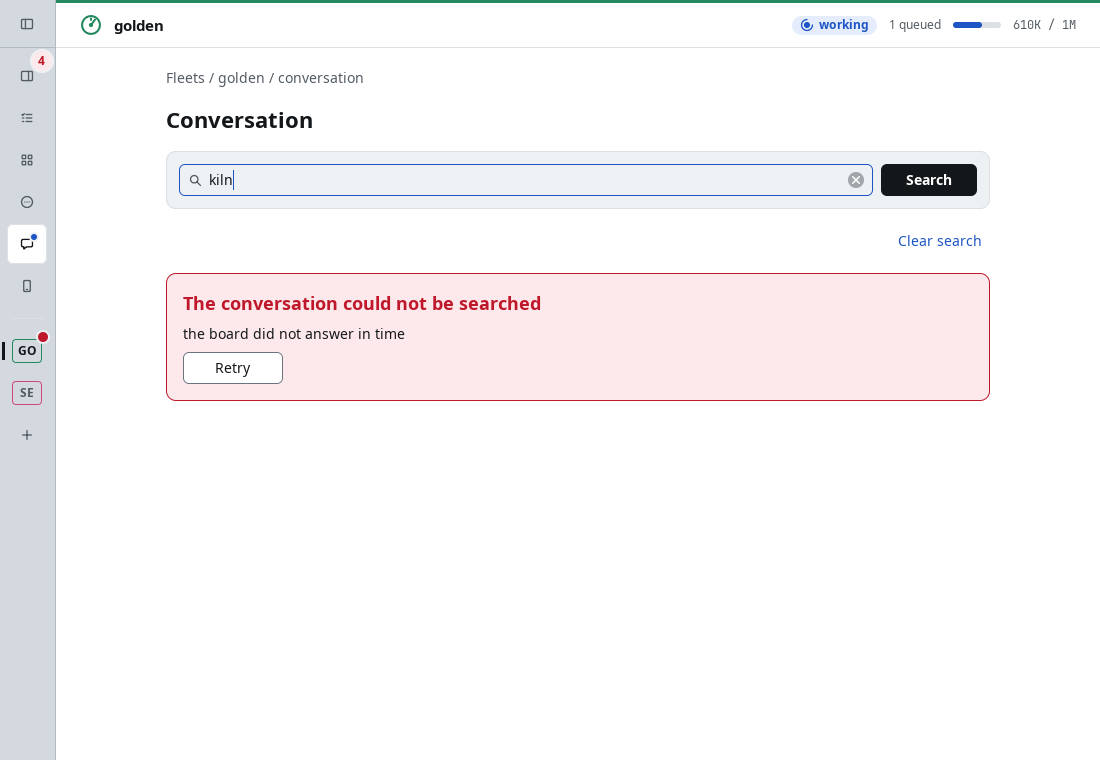 golden
working
1 queued
610K / 1M
4
Fleets / golden / conversation
Conversation
kiln
Search
Clear search
The conversation could not be searched
the board did not answer in time
Retry
GO
SE